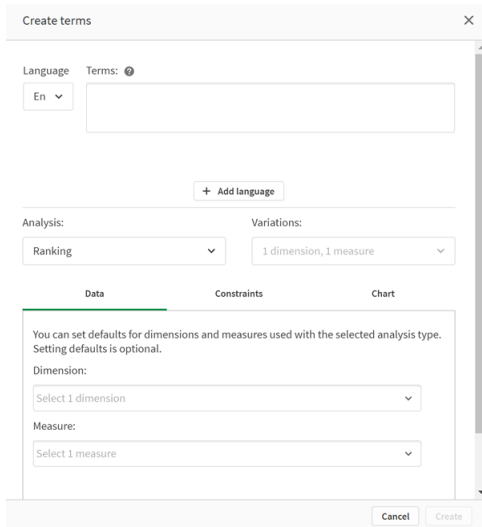 Create terms
Language Terms:
En
+ Add language
Analysis: Variations:
Ranking 1 dimension, 1 measure
Data Constraints Chart
You can set defaults for dimensions and measures used with the selected analysis type.
Setting defaults is optional.
Dimension:
Select 1 dimension
Measure:
Select 1 measure
Cancel Create